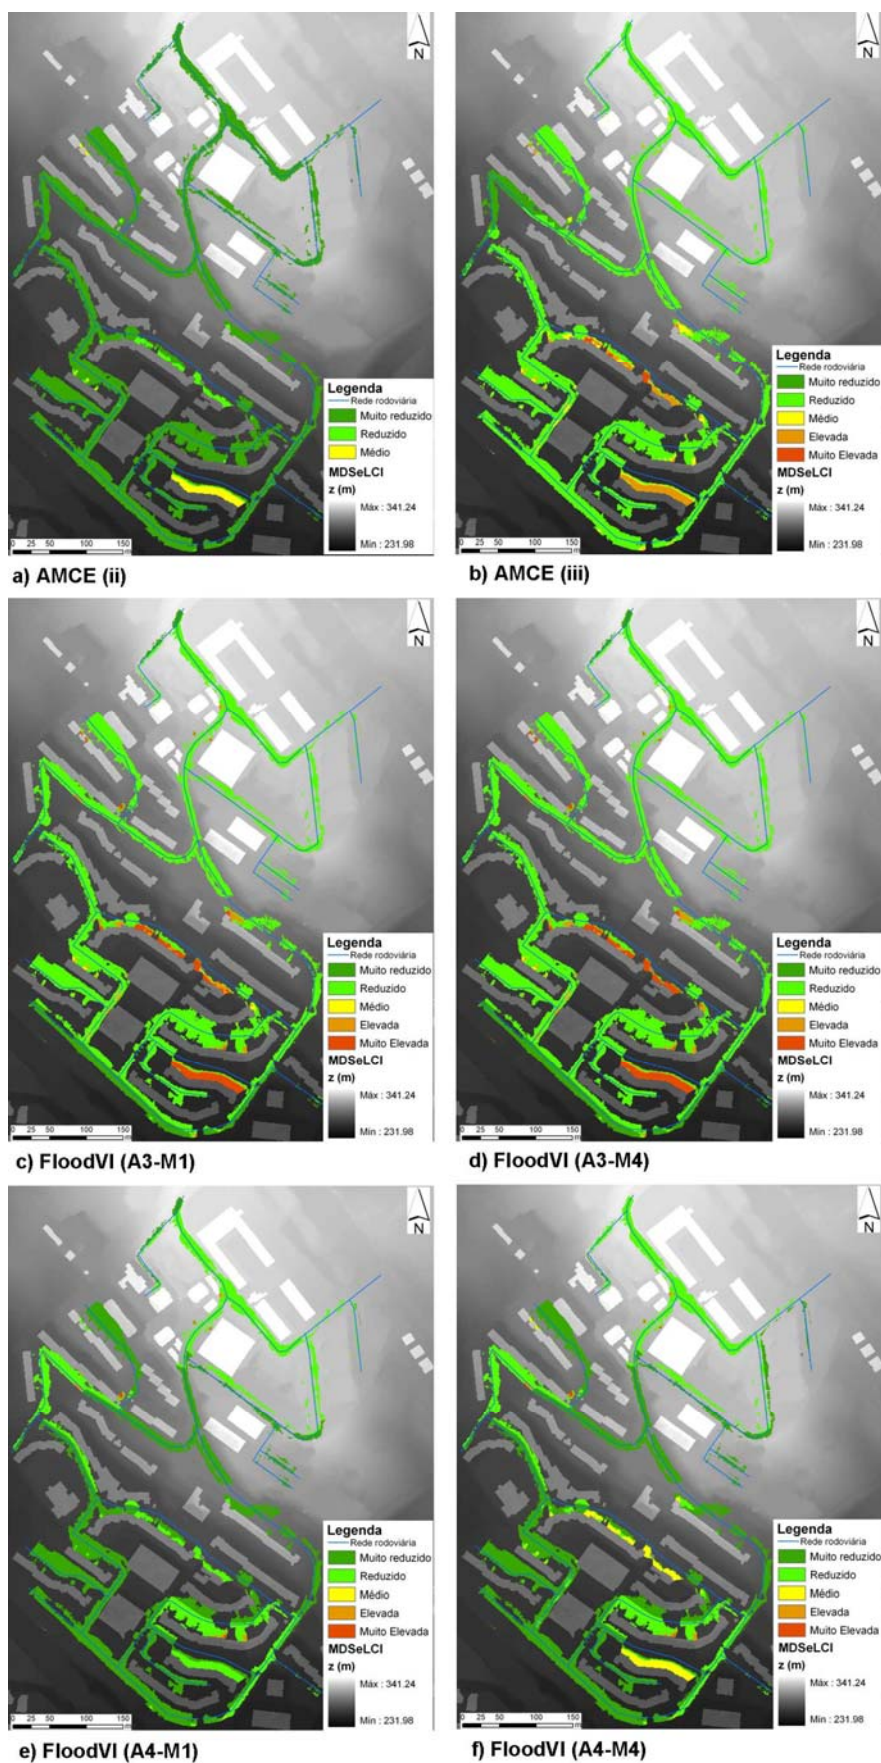 N
Legenda
Rede rodoviária
Muito reduzido
Reduzido
Médio
MDSeLCI
z (m)
Máx : 341.24
Mín : 231.98
0 25 50 100 150
m
a) AMCE (ii)
N
Legenda
Rede rodoviária
Muito reduzido
Reduzido
Médio
Elevada
Muito Elevada
MDSeLCI
z (m)
Máx : 341.24
Mín : 231.98
0 25 50 100 150
m
b) AMCE (iii)
N
Legenda
Rede rodoviária
Muito reduzido
Reduzido
Médio
Elevada
Muito Elevada
MDSeLCI
z (m)
Máx : 341.24
Mín : 231.98
0 25 50 100 150
m
c) FloodVI (A3-M1)
N
Legenda
Rede rodoviária
Muito reduzido
Reduzido
Médio
Elevada
Muito Elevada
MDSeLCI
z (m)
Máx : 341.24
Mín : 231.98
0 25 50 100 150
m
d) FloodVI (A3-M4)
N
Legenda
Rede rodoviária
Muito reduzido
Reduzido
Médio
Elevada
Muito Elevada
MDSeLCI
z (m)
Máx : 341.24
Mín : 231.98
0 25 50 100 150
m
e) FloodVI (A4-M1)
N
Legenda
Rede rodoviária
Muito reduzido
Reduzido
Médio
Elevada
Muito Elevada
MDSeLCI
z (m)
Máx : 341.24
Mín : 231.98
0 25 50 100 150
m
f) FloodVI (A4-M4)